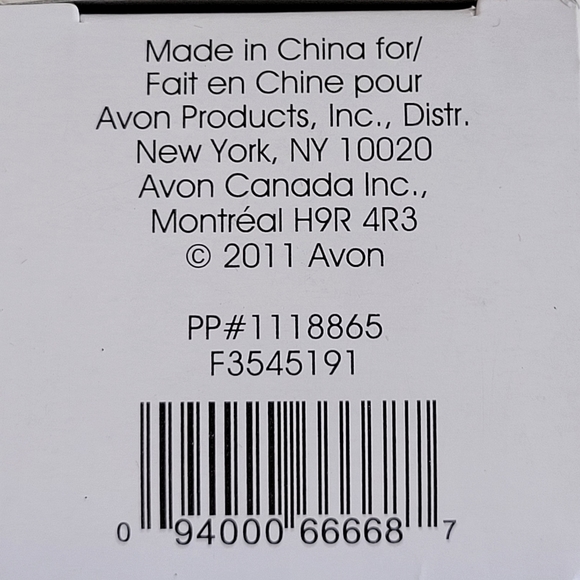 Made in China for/
Fait en Chine pour
Avon Products, Inc., Distr.
New York, NY 10020
Avon Canada Inc.,
Montréal H9R 4R3
© 2011 Avon
PP#1118865
F3545191
0 94000 66668 7